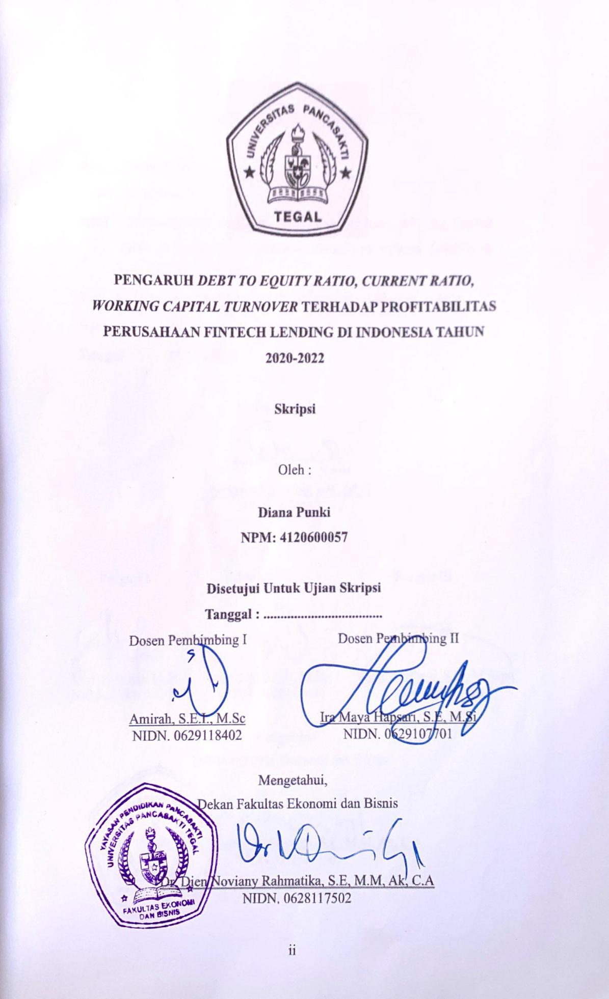 UNIVERSITAS PANCASAKTI
TEGAL
PENGARUH DEBT TO EQUITY RATIO, CURRENT RATIO,
WORKING CAPITAL TURNOVER TERHADAP PROFITABILITAS
PERUSAHAAN FINTECH LENDING DI INDONESIA TAHUN
2020-2022
Skripsi
Oleh :
Diana Punki
NPM: 4120600057
Disetujui Untuk Ujian Skripsi
Tanggal : ...................................
Dosen Pembimbing I
Dosen Pembimbing II
Amirah, S.E.I., M.Sc
Ira Maya Hapsari, S.E, M.Si
NIDN. 0629118402
NIDN. 0629107701
Mengetahui,
Dekan Fakultas Ekonomi dan Bisnis
YAYASAN PENDIDIKAN PANCASAKTI
UNIVERSITAS PANCASAKTI TEGAL
FAKULTAS EKONOMI
DAN BISNIS
Dr. Dien Noviany Rahmatika, S.E, M.M, Ak, C.A
NIDN. 0628117502
ii